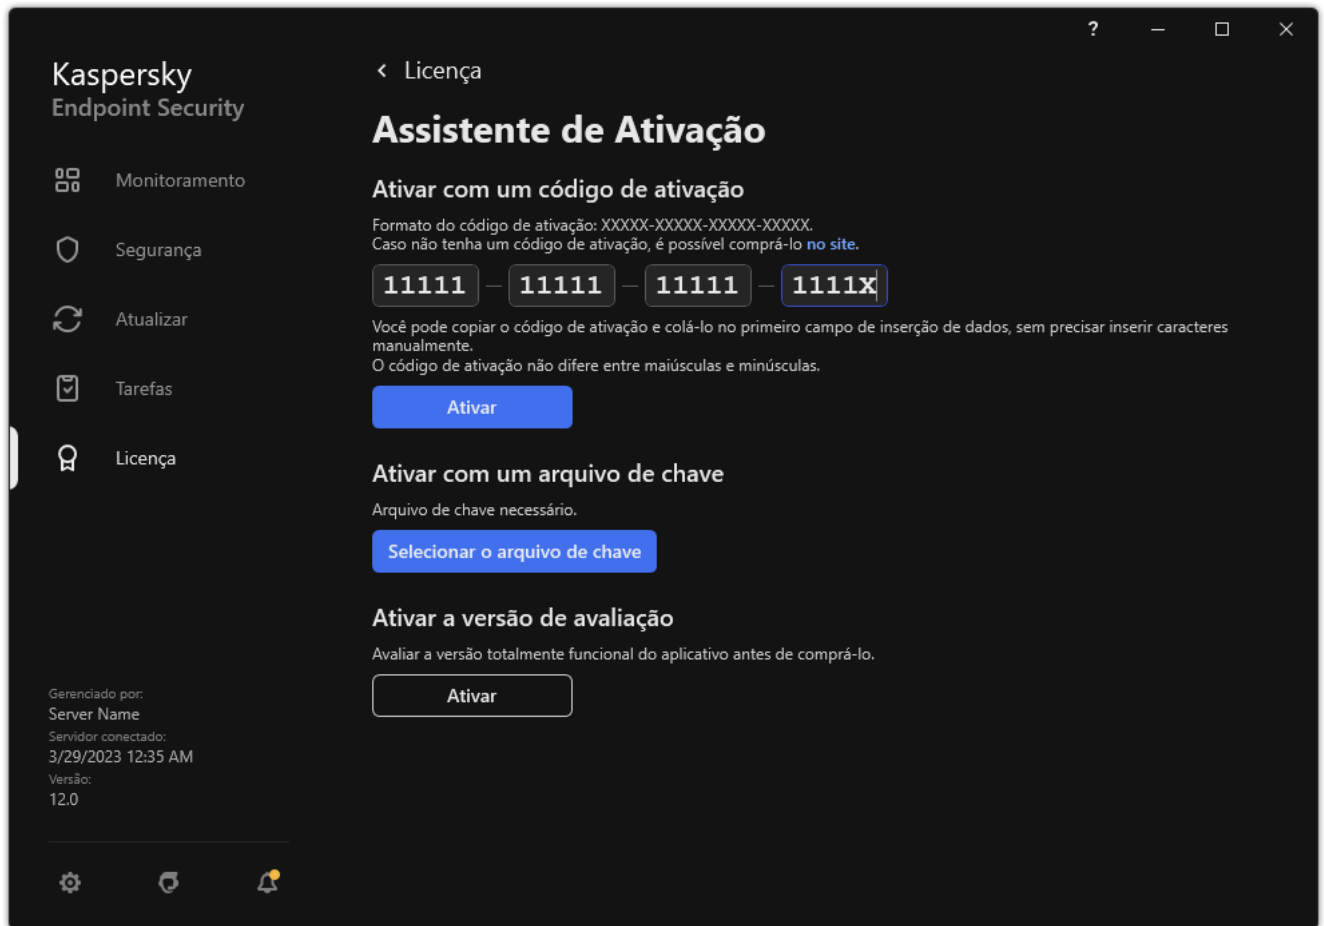 ?
Kaspersky
Endpoint Security
Monitoramento
Segurança
Atualizar
Tarefas
Licença
Gerenciado por:
Server Name
Servidor conectado:
3/29/2023 12:35 AM
Versão:
12.0
Licença
Assistente de Ativação
Ativar com um código de ativação
Formato do código de ativação: XXXXX-XXXXX-XXXXX-XXXXX.
Caso não tenha um código de ativação, é possível comprá-lo no site.
11111 — 11111 — 11111 — 1111X
Você pode copiar o código de ativação e colá-lo no primeiro campo de inserção de dados, sem precisar inserir caracteres
manualmente.
O código de ativação não difere entre maiúsculas e minúsculas.
Ativar
Ativar com um arquivo de chave
Arquivo de chave necessário.
Selecionar o arquivo de chave
Ativar a versão de avaliação
Avaliar a versão totalmente funcional do aplicativo antes de comprá-lo.
Ativar